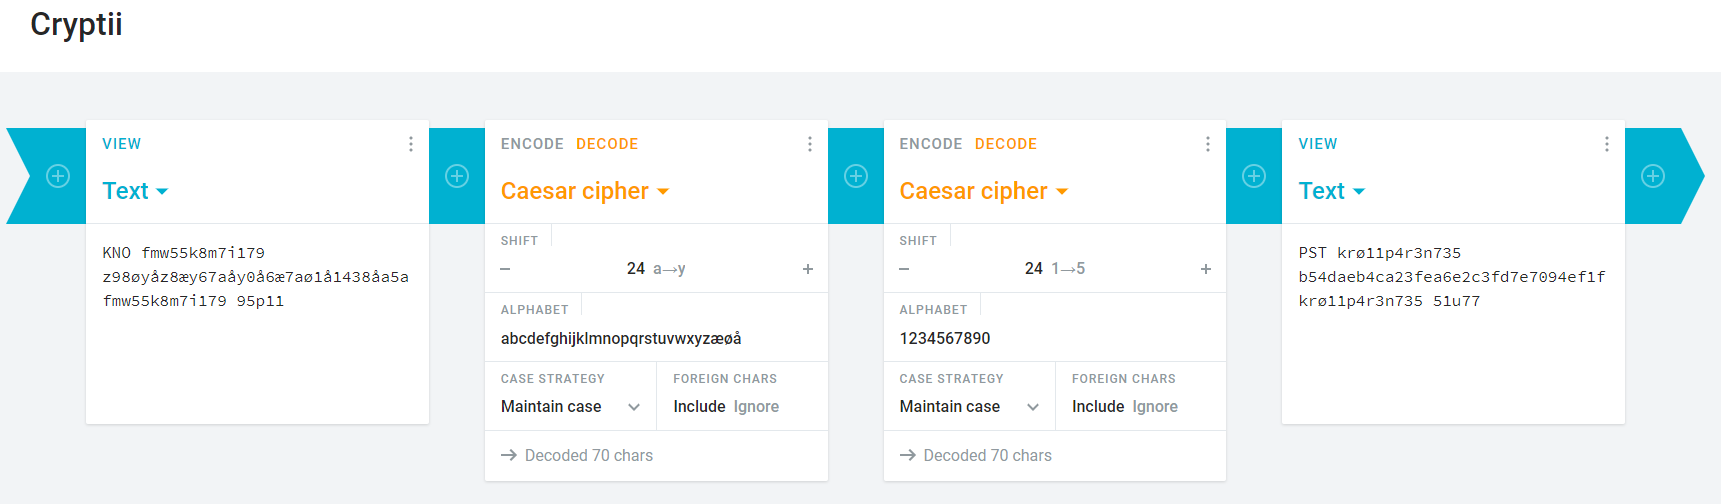 Cryptii
VIEW
Text
KNO fmw55k8m7i179
z98øyåz8æy67aåy0å6æ7aø1å1438åa5a
fmw55k8m7i179 95p11
ENCODE DECODE
Caesar cipher
SHIFT
− 24 a→y +
ALPHABET
abcdefghijklmnopqrstuvwxyzæøå
CASE STRATEGY FOREIGN CHARS
Maintain case Include Ignore
→ Decoded 70 chars
ENCODE DECODE
Caesar cipher
SHIFT
− 24 1→5 +
ALPHABET
1234567890
CASE STRATEGY FOREIGN CHARS
Maintain case Include Ignore
→ Decoded 70 chars
VIEW
Text
PST krø11p4r3n735
b54daeb4ca23fea6e2c3fd7e7094ef1f
krø11p4r3n735 51u77